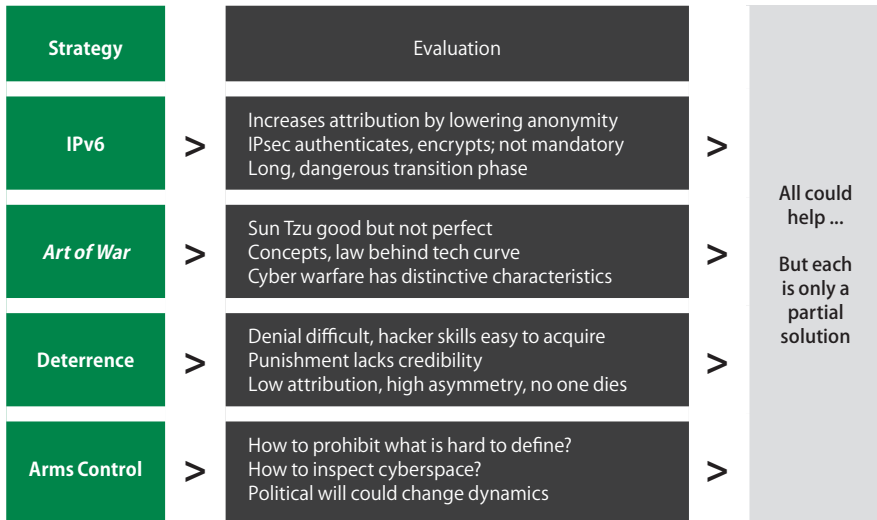 Strategy
Evaluation
IPv6
>
Increases attribution by lowering anonymity
IPsec authenticates, encrypts; not mandatory
Long, dangerous transition phase
>
Art of War
>
Sun Tzu good but not perfect
Concepts, law behind tech curve
Cyber warfare has distinctive characteristics
>
Deterrence
>
Denial difficult, hacker skills easy to acquire
Punishment lacks credibility
Low attribution, high asymmetry, no one dies
>
Arms Control
>
How to prohibit what is hard to define?
How to inspect cyberspace?
Political will could change dynamics
>
All could
help ...
But each
is only a
partial
solution